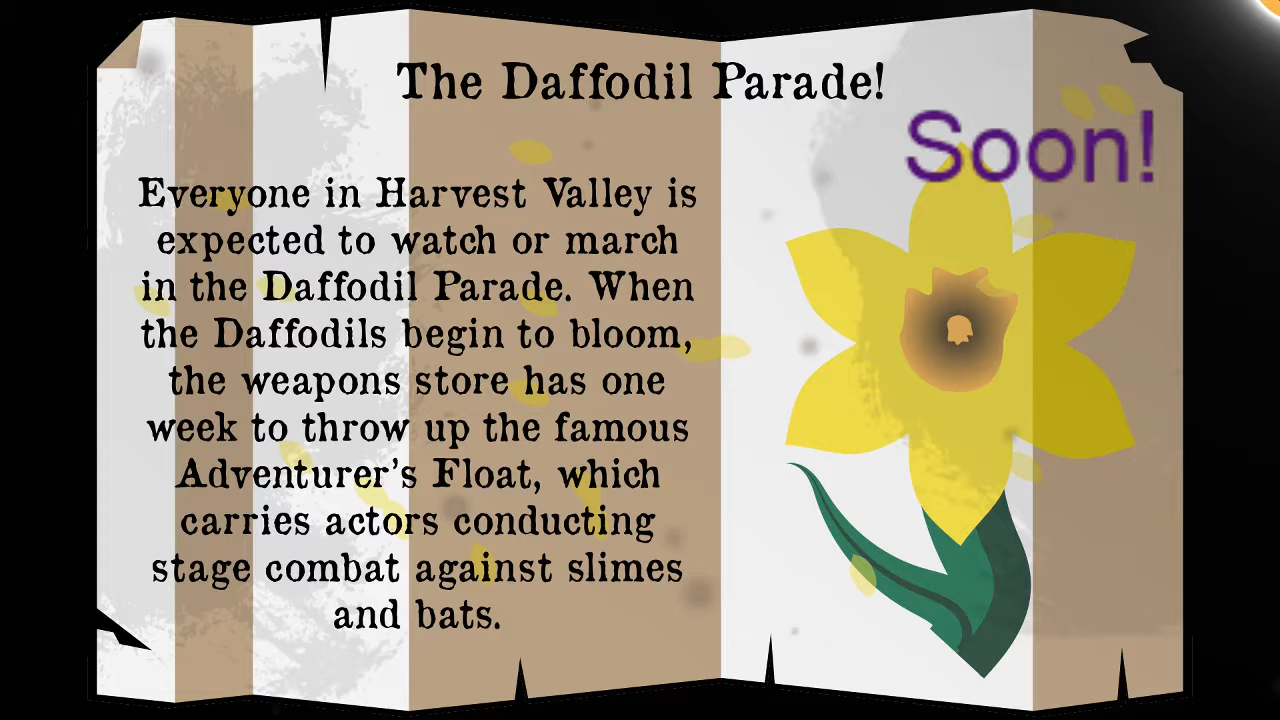 The Daffodil Parade!
Soon!
Everyone in Harvest Valley is
expected to watch or march
in the Daffodil Parade. When
the Daffodils begin to bloom,
the weapons store has one
week to throw up the famous
Adventurer's Float, which
carries actors conducting
stage combat against slimes
and bats.